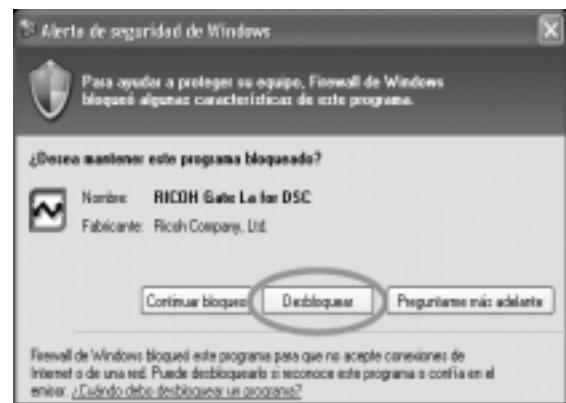 Alerta de seguridad de Windows
Para ayudar a proteger su equipo, Firewall de Windows
bloqueó algunas características de este programa.
¿Desea mantener este programa bloqueado?
Nombre: RICOH Gate La for DSC
Fabricante: Ricoh Company, Ltd.
Continuar bloqueo Desbloquear Preguntarme más adelante
Firewall de Windows bloqueó este programa para que no acepte conexiones de
Internet o de una red. Puede desbloquearlo si reconoce este programa o confía en el
emisor. ¿Cuándo debo desbloquear un programa?